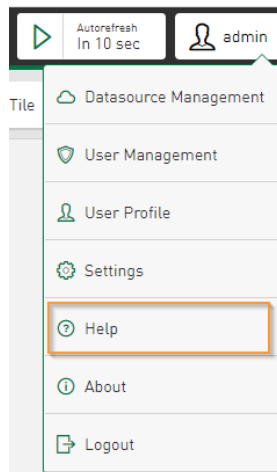 Autorefresh
In 10 sec
admin
Tile
Datasource Management
User Management
User Profile
Settings
Help
About
Logout